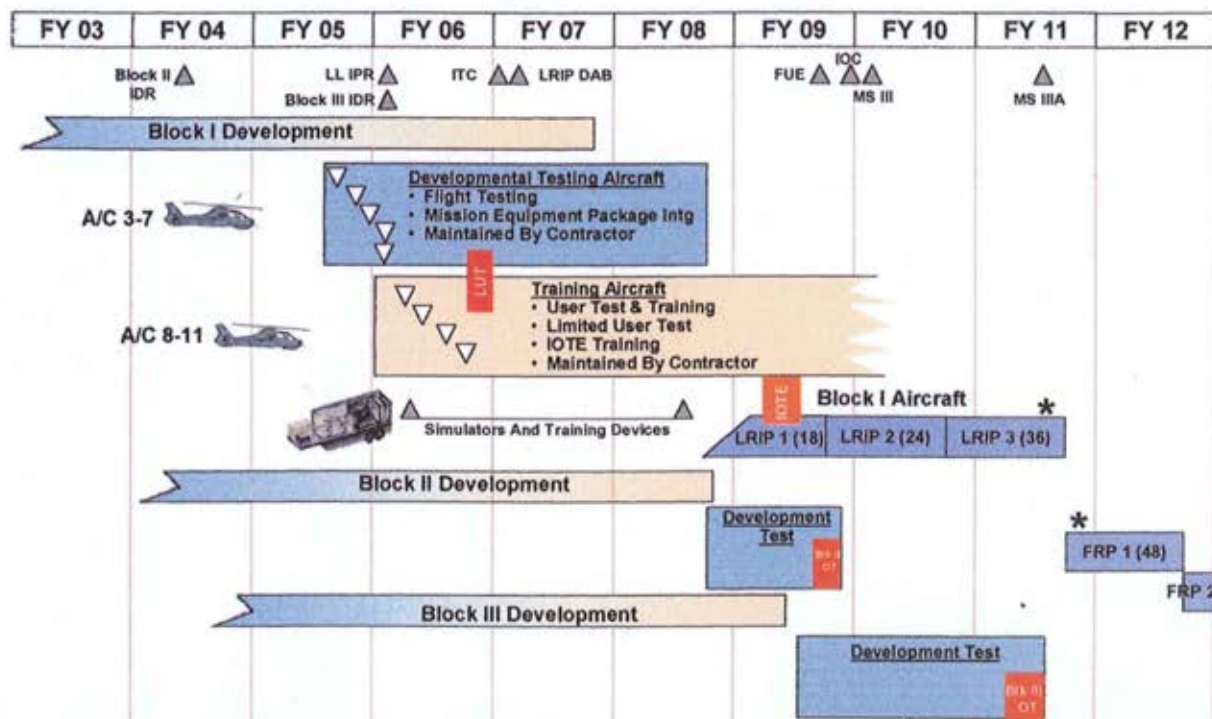 FY 03 FY 04 FY 05 FY 06 FY 07 FY 08 FY 09 FY 10 FY 11 FY 12
Block II
IDR
LL IPR
Block III IDR
ITC
LRIP DAB
FUE
IOC
MS III
MS IIIA
Block I Development
A/C 3-7
Developmental Testing Aircraft
• Flight Testing
• Mission Equipment Package Intg
• Maintained By Contractor
LUT
A/C 8-11
Training Aircraft
• User Test & Training
• Limited User Test
• IOTE Training
• Maintained By Contractor
IOTE
Block I Aircraft
*
Simulators And Training Devices
LRIP 1 (18) LRIP 2 (24) LRIP 3 (36)
Block II Development
Development
Test
Blk II
OT
*
FRP 1 (48)
FRP 2
Block III Development
Development Test
Blk III
OT